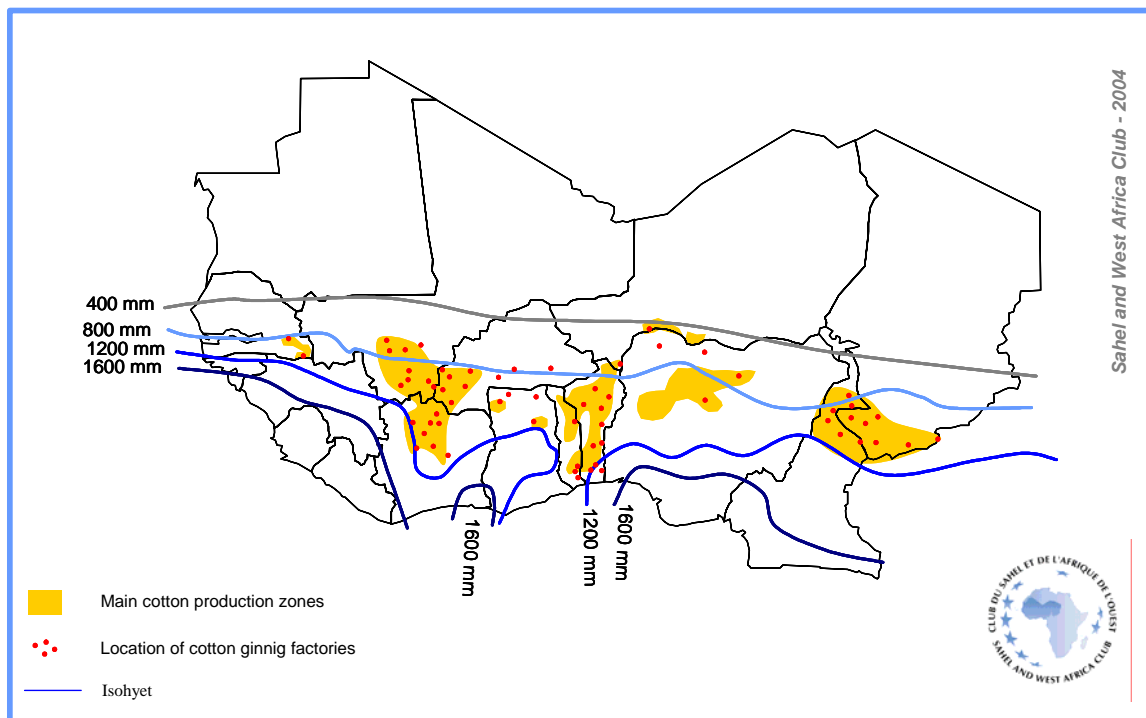 Sahel and West Africa Club - 2004
400 mm
800 mm
1200 mm
1600 mm
1600 mm
1200 mm
1600 mm
Main cotton production zones
Location of cotton ginnig factories
Isohyet
CLUB DU SAHEL ET DE L'AFRIQUE DE L'OUEST
SAHEL AND WEST AFRICA CLUB